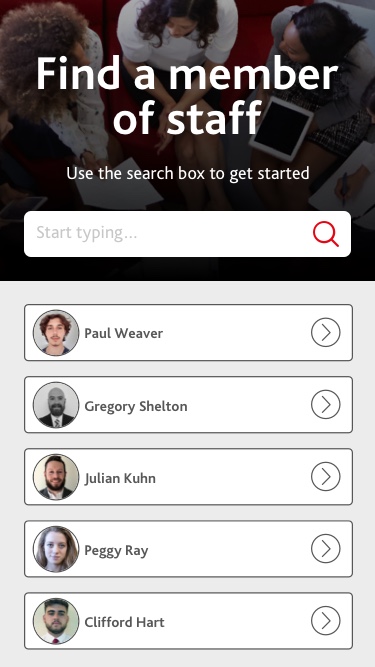 Find a member
of staff
Use the search box to get started
Start typing...
Paul Weaver
Gregory Shelton
Julian Kuhn
Peggy Ray
Clifford Hart